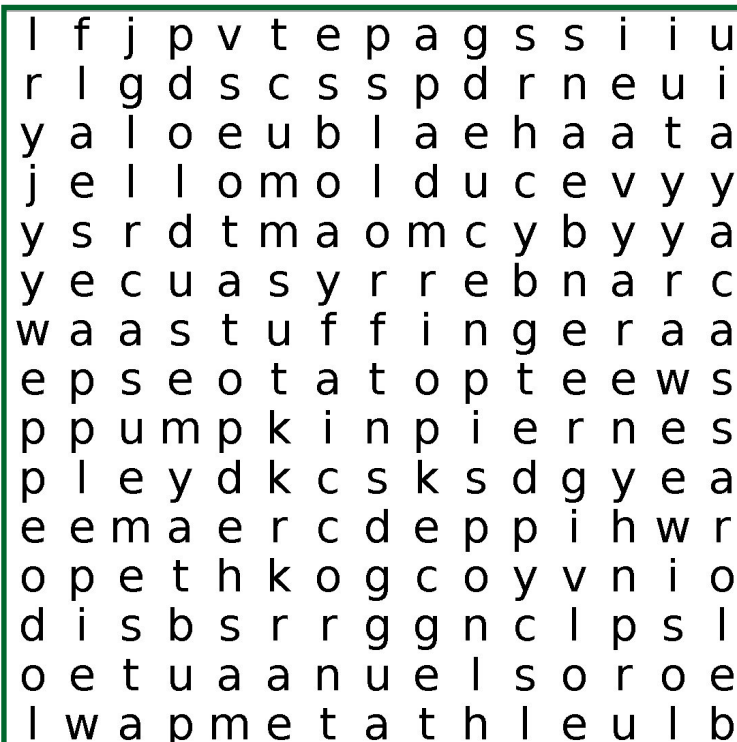 l f j p v t e p a g s s i i u
r l g d s c s s p d r n e u i
y a l o e u b l a e h a a t a
j e l l o m o l d u c e v y y
y s r d t m a o m c y b y y a
y e c u a s y r r e b n a r c
w a a s t u f f i n g e r a a
e p s e o t a t o p t e e w s
p p u m p k i n p i e r n e s
p l e y d k c s k s d g y e a
e e m a e r c d e p p i h w r
o p e t h k o g c o y v n i o
d i s b s r r g g n c l p s l
o e t u a a n u e l s o r o e
l w a p m e t a t h l e u l b